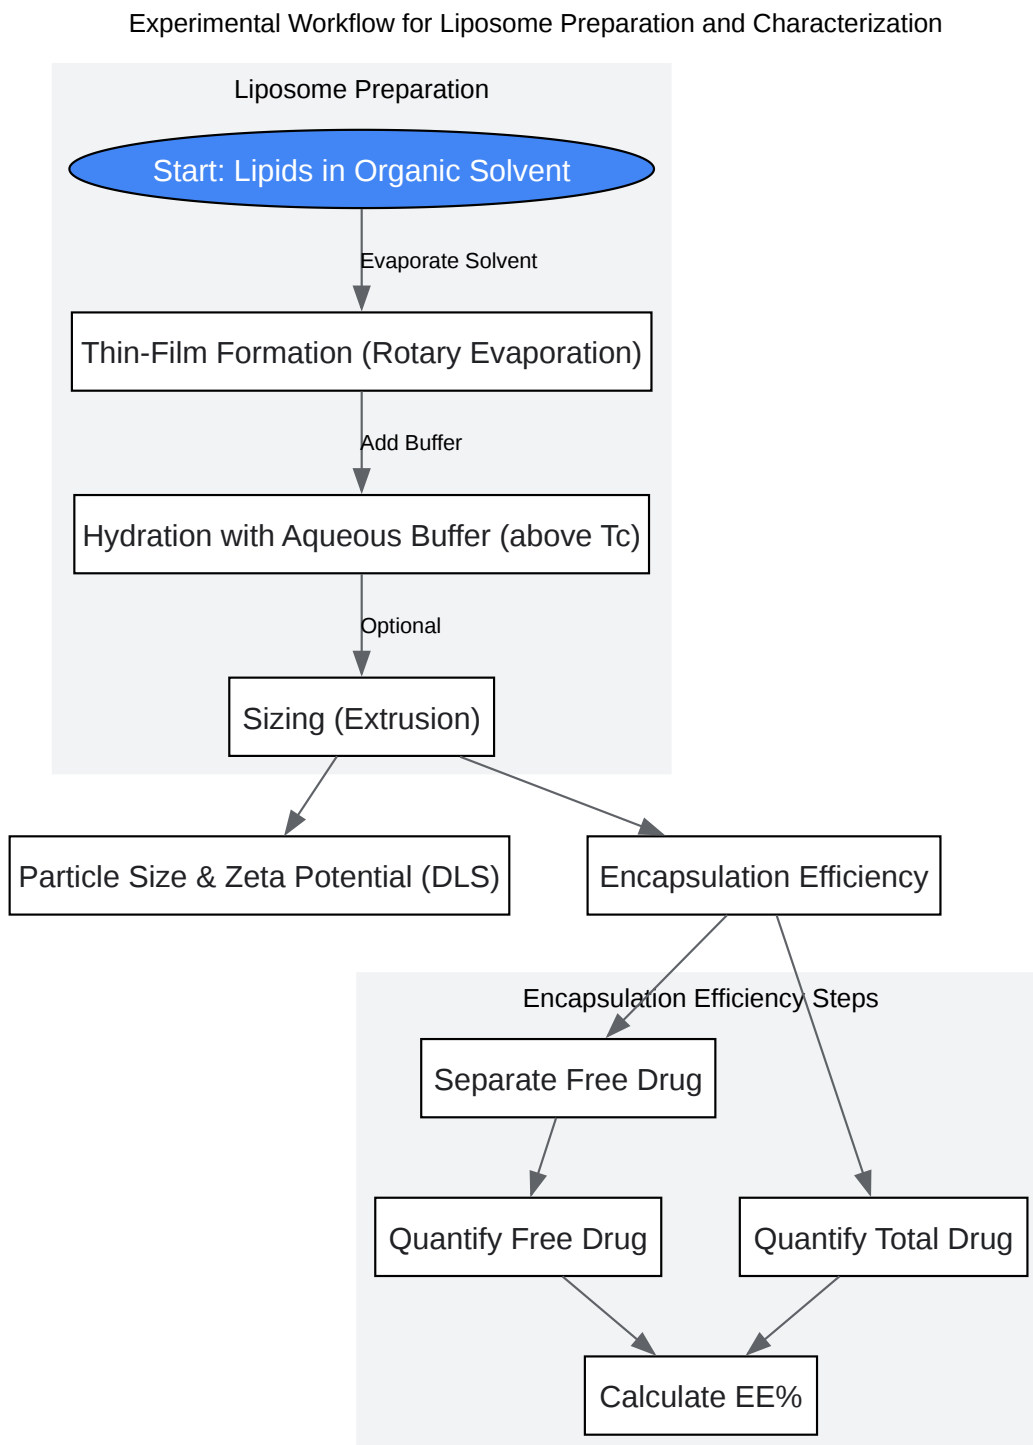 Experimental Workflow for Liposome Preparation and Characterization
Liposome Preparation
Start: Lipids in Organic Solvent
Evaporate Solvent
Thin-Film Formation (Rotary Evaporation)
Add Buffer
Hydration with Aqueous Buffer (above Tc)
Optional
Sizing (Extrusion)
Particle Size & Zeta Potential (DLS)
Encapsulation Efficiency
Encapsulation Efficiency Steps
Separate Free Drug
Quantify Free Drug
Quantify Total Drug
Calculate EE%